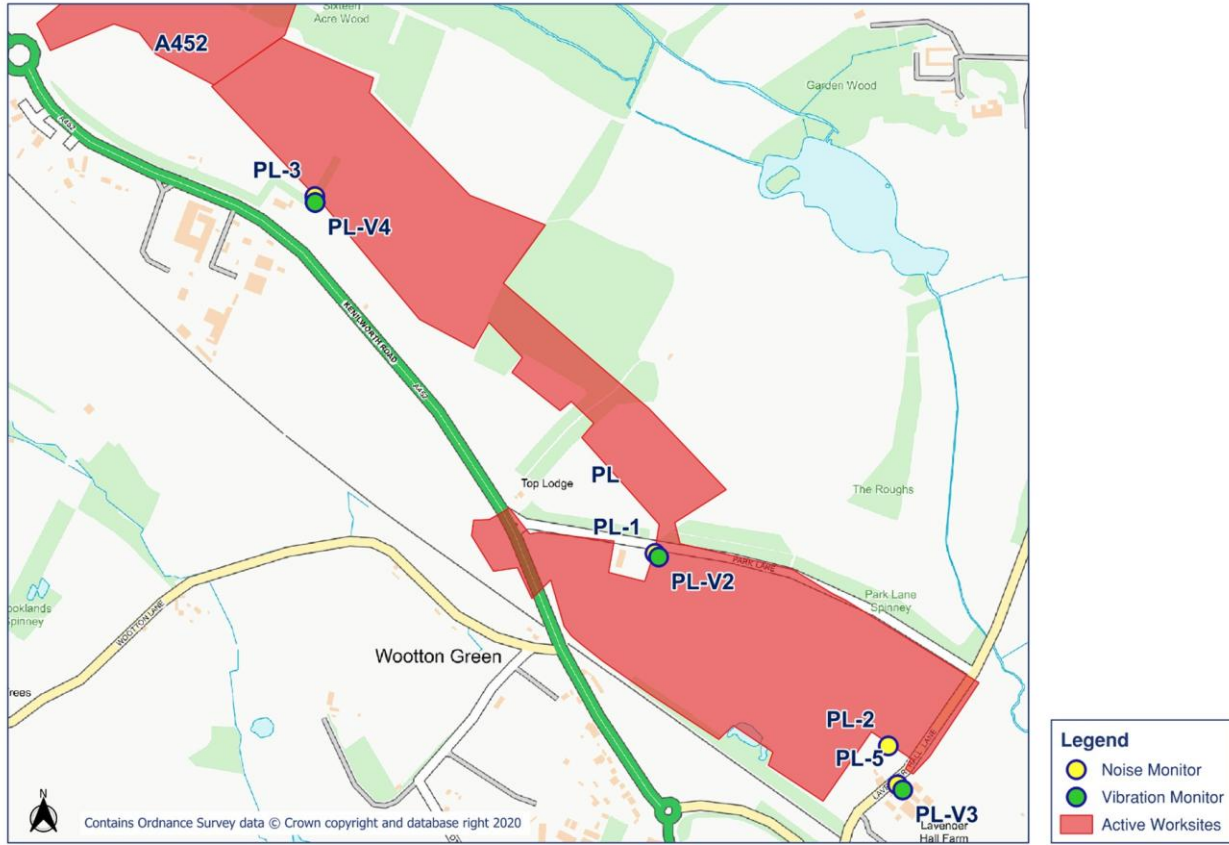 Sixteen
Acre Wood
A452
Garden Wood
A452
PL-3
PL-V4
KENILWORTH ROAD
Top Lodge
PL
The Roughs
PL-1
PARK LANE
PL-V2
Park Lane
Spinney
ooklands
Spinney
WOOTTON LANE
Wootton Green
rees
PL-2
PL-5
LANE
PL-V3
Lavender
Hall Farm
N
Contains Ordnance Survey data © Crown copyright and database right 2020
Legend
Noise Monitor
Vibration Monitor
Active Worksites